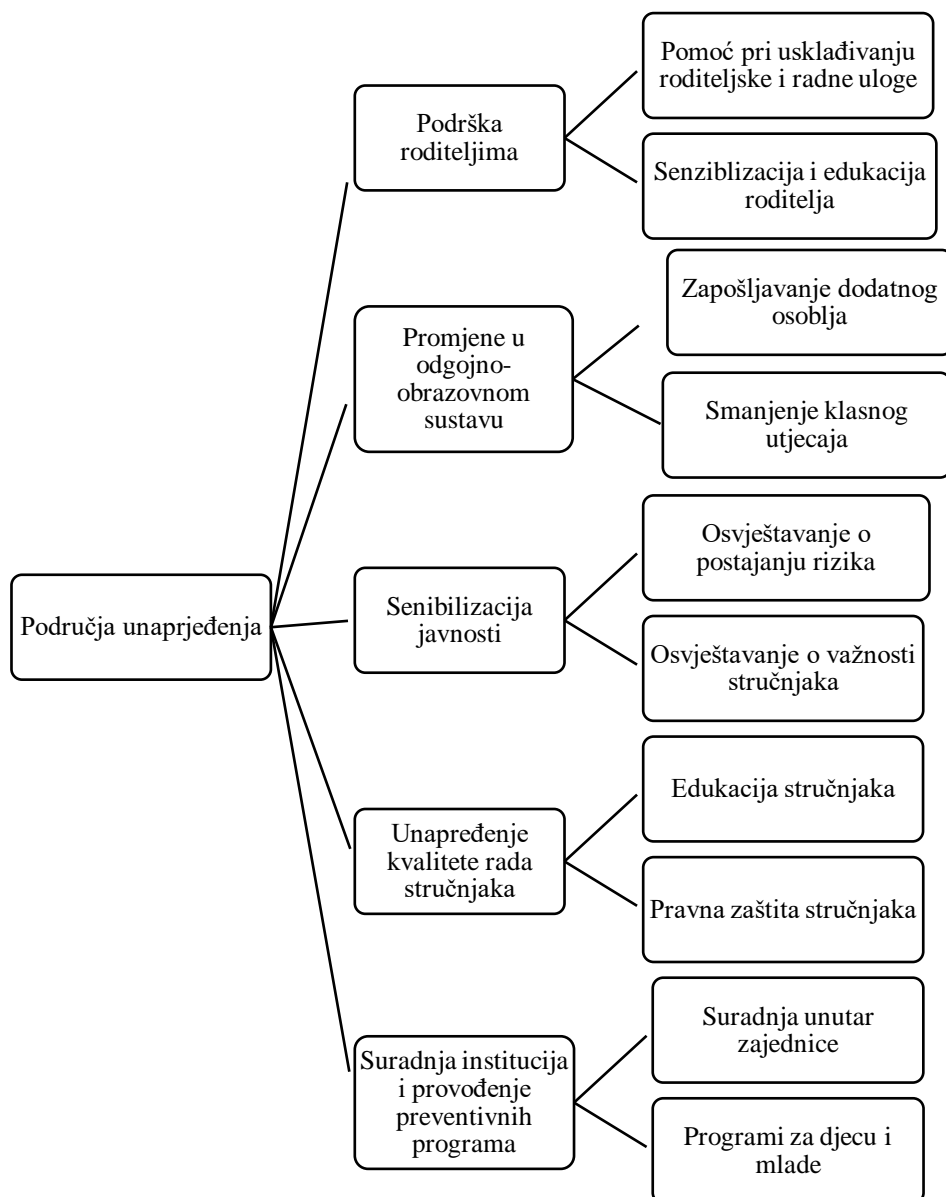 Područja unaprjeđenja
Podrška
roditeljima
Pomoć pri usklađivanju
roditeljske i radne uloge
Senziblizacija i edukacija
roditelja
Promjene u
odgojno-
obrazovnom
sustavu
Zapošljavanje dodatnog
osoblja
Smanjenje klasnog
utjecaja
Senibilizacija
javnosti
Osvještavanje o
postajanju rizika
Osvještavanje o važnosti
stručnjaka
Unapređenje
kvalitete rada
stručnjaka
Edukacija stručnjaka
Pravna zaštita stručnjaka
Suradnja institucija
i provođenje
preventivnih
programa
Suradnja unutar
zajednice
Programi za djecu i
mlade